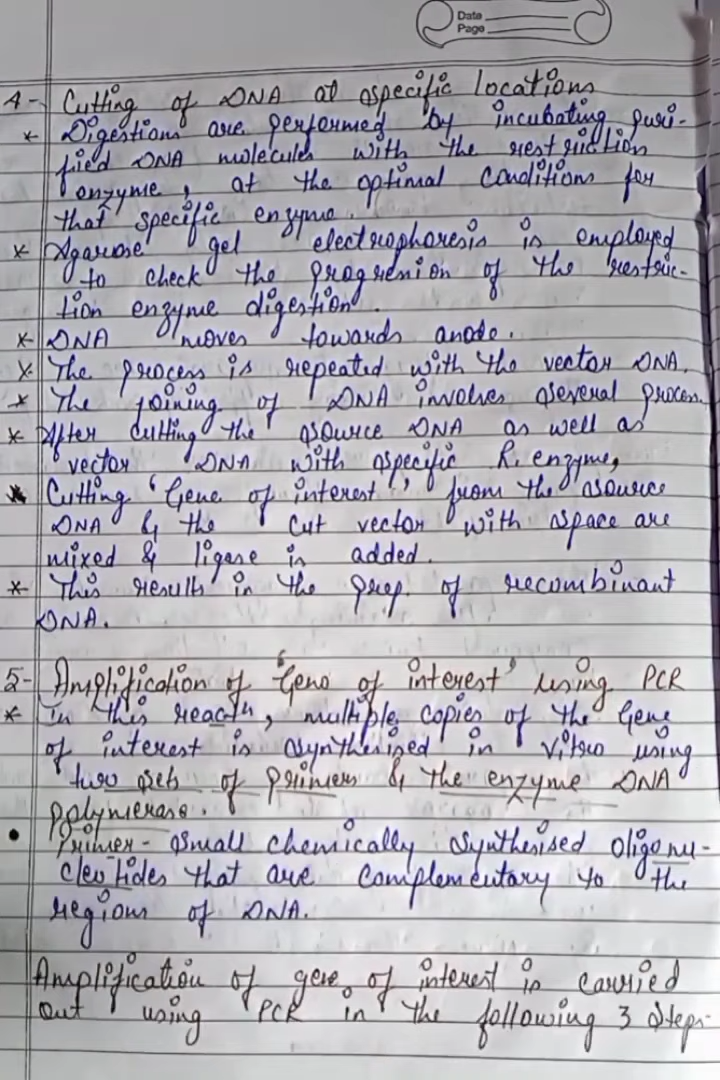 Date
Page
4- Cutting of DNA at specific locations
* Digestions are performed by incubating puri-
fied DNA molecules with the restriction
enzyme, at the optimal conditions for
that specific enzyme.
* Agarose gel electrophoresis is employed
to check the progression of the restric-
tion enzyme digestion.
* DNA moves towards anode.
* The process is repeated with the vector DNA.
* The joining of DNA involves several process
* After cutting the source DNA as well as
vector DNA with specific R. enzyme,
* Cutting 'Gene of interest' from the source
DNA & the cut vector with space are
mixed & ligase is added.
* This results in the prep. of recombinant
DNA.
5- Amplification of 'Gene of interest' using PCR
* In this reacth, multiple copies of the Gene
of interest is synthesised in vitro using
two sets of primers & the enzyme DNA
polymerase.
• Primer - small chemically synthesised oligonu-
cleotides that are complementary to the
regions of DNA.
Amplification of gene of interest is carried
out using PCR in the following 3 steps-